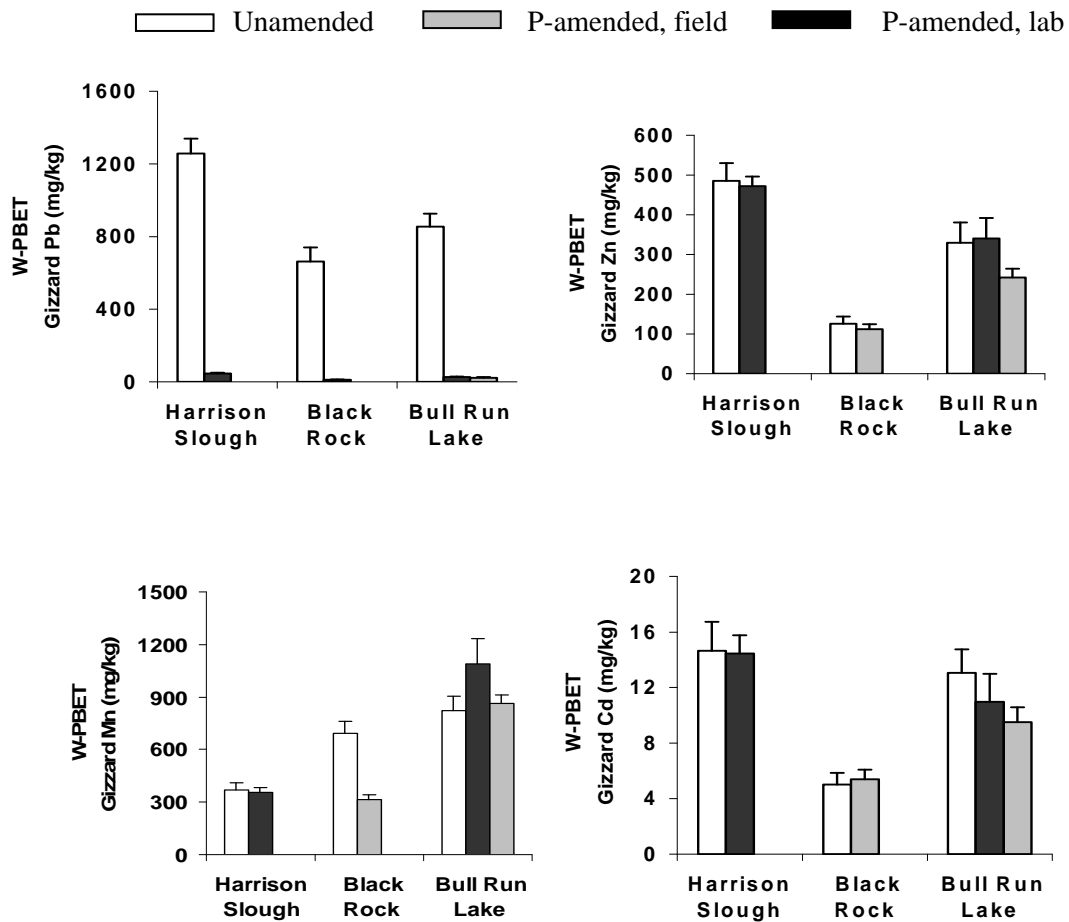 Unamended P-amended, field P-amended, lab
W-PBET
Gizzard Pb (mg/kg)
1600
1200
800
400
0
Harrison Black Bull Run
Slough Rock Lake
W-PBET
Gizzard Zn (mg/kg)
600
500
400
300
200
100
0
Harrison Black Bull Run
Slough Rock Lake
W-PBET
Gizzard Mn (mg/kg)
1500
1200
900
600
300
0
Harrison Black Bull Run
Slough Rock Lake
W-PBET
Gizzard Cd (mg/kg)
20
16
12
8
4
0
Harrison Black Bull Run
Slough Rock Lake